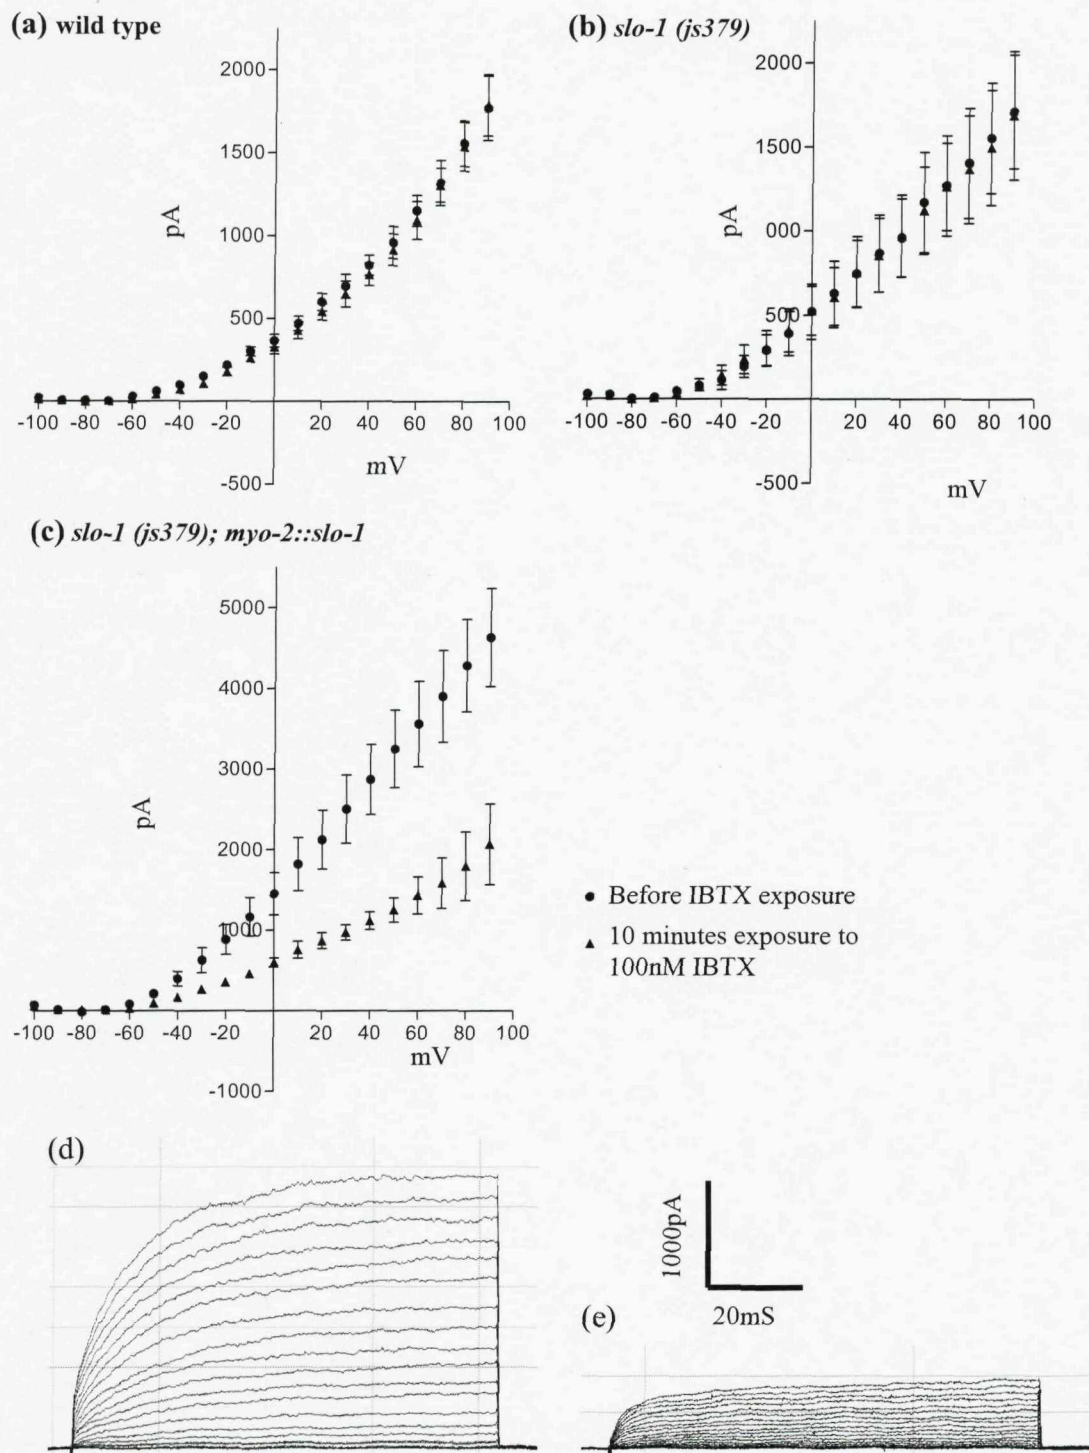 (a) wild type
2000
1500
1000
500
-500
pA
-100 -80 -60 -40 -20 20 40 60 80 100
mV
(b) slo-1 (js379)
2000
1500
000
500
-500
pA
-100 -80 -60 -40 -20 20 40 60 80 100
mV
(c) slo-1 (js379); myo-2::slo-1
5000
4000
3000
2000
1000
-1000
pA
-100 -80 -60 -40 -20 20 40 60 80 100
mV
Before IBTX exposure
10 minutes exposure to
100nM IBTX
(d)
1000pA
20mS
(e)